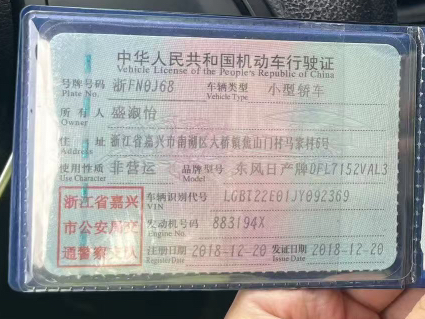 中华人民共和国机动车行驶证
Vehicle License of the People's Republic of China
号牌号码 浙FN0J68 车辆类型 小型轿车
Plate No. Vehicle Type
所有人 盛淑怡
Owner
住址 浙江省嘉兴市南湖区大桥镇焦山门村马家村6号
Address
使用性质 非营运 品牌型号 东风日产牌DFL7152VAL3
Use Character Model
浙江省嘉兴市公安局交通警察支队
车辆识别代号 LGBT22E01JY092369
VIN
发动机号码 883194X
Engine No.
注册日期 2018-12-20 发证日期 2018-12-20
Register Date Issue Date